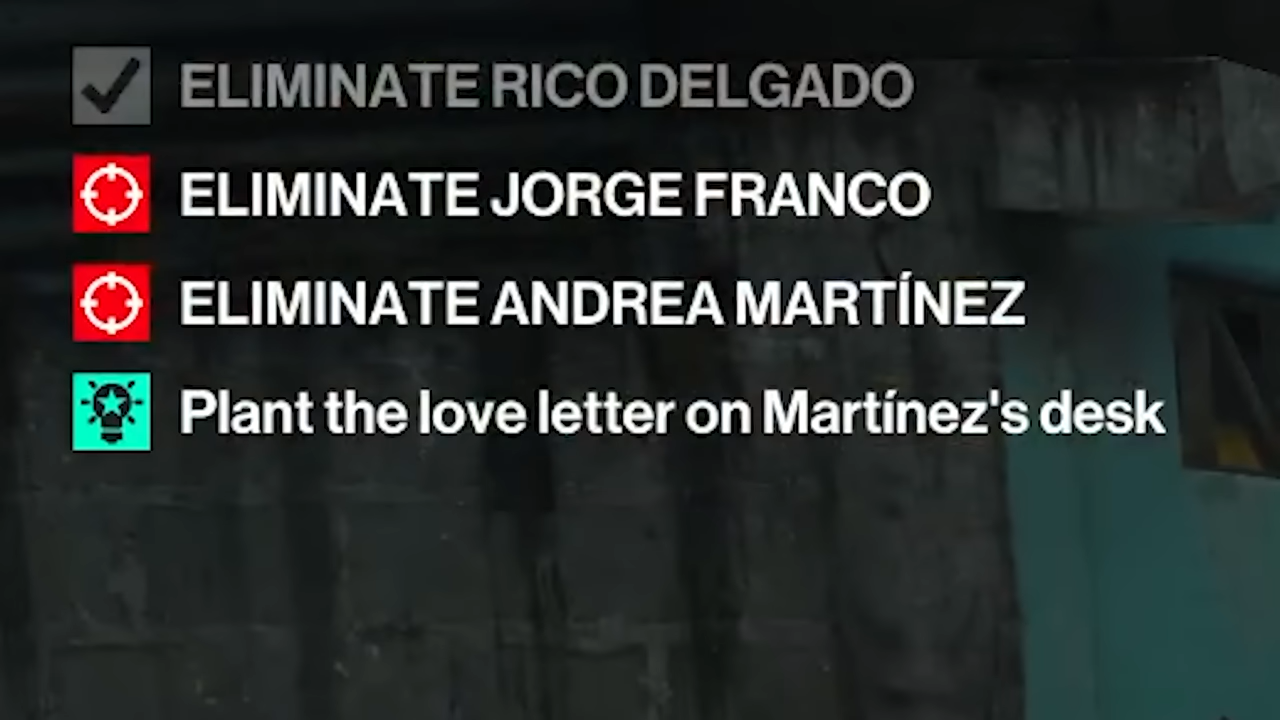 ELIMINATE RICO DELGADO
ELIMINATE JORGE FRANCO
ELIMINATE ANDREA MARTÍNEZ
Plant the love letter on Martínez's desk